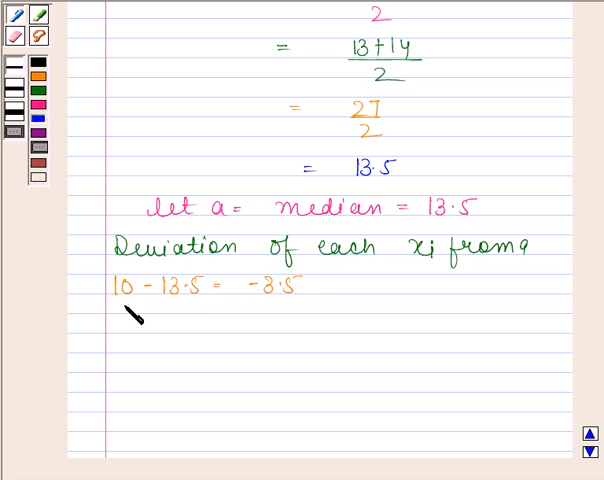 2
= 13+14
2
= 27
2
= 13.5
let a = median = 13.5
Deviation of each xi from a
10 - 13.5 = -3.5